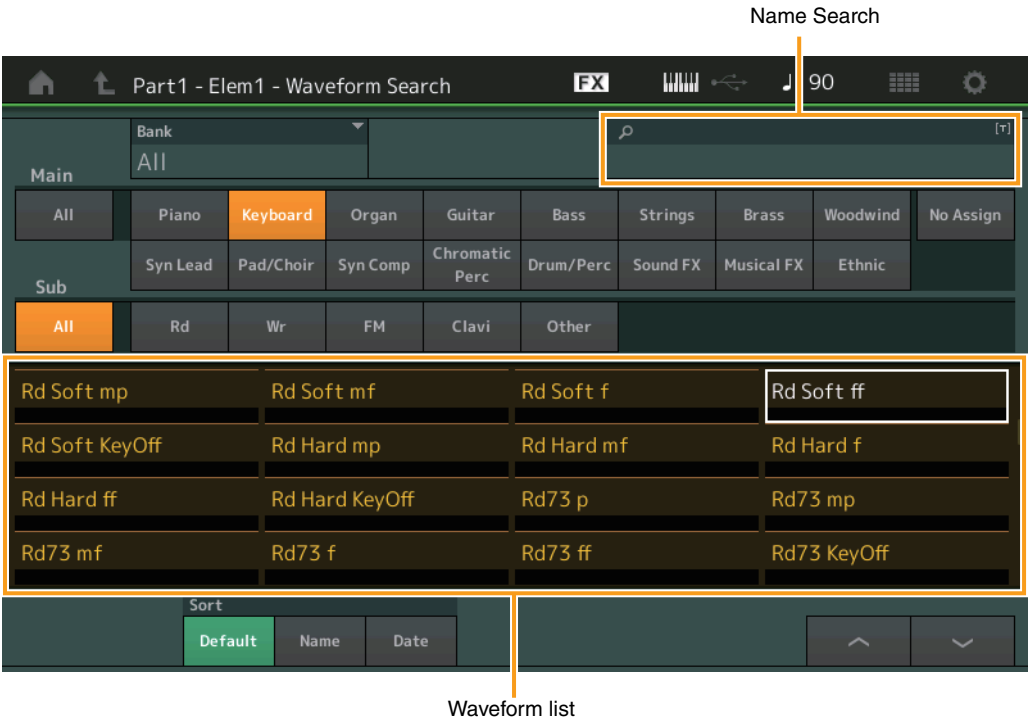 Name Search
Part1 - Elem1 - Waveform Search FX ♩ 90
Bank
[T]
All
Main
All Piano Keyboard Organ Guitar Bass Strings Brass Woodwind No Assign
Syn Lead Pad/Choir Syn Comp Chromatic Perc Drum/Perc Sound FX Musical FX Ethnic
Sub
All Rd Wr FM Clavi Other
Rd Soft mp Rd Soft mf Rd Soft f Rd Soft ff
Rd Soft KeyOff Rd Hard mp Rd Hard mf Rd Hard f
Rd Hard ff Rd Hard KeyOff Rd73 p Rd73 mp
Rd73 mf Rd73 f Rd73 ff Rd73 KeyOff
Sort
Default Name Date
Waveform list